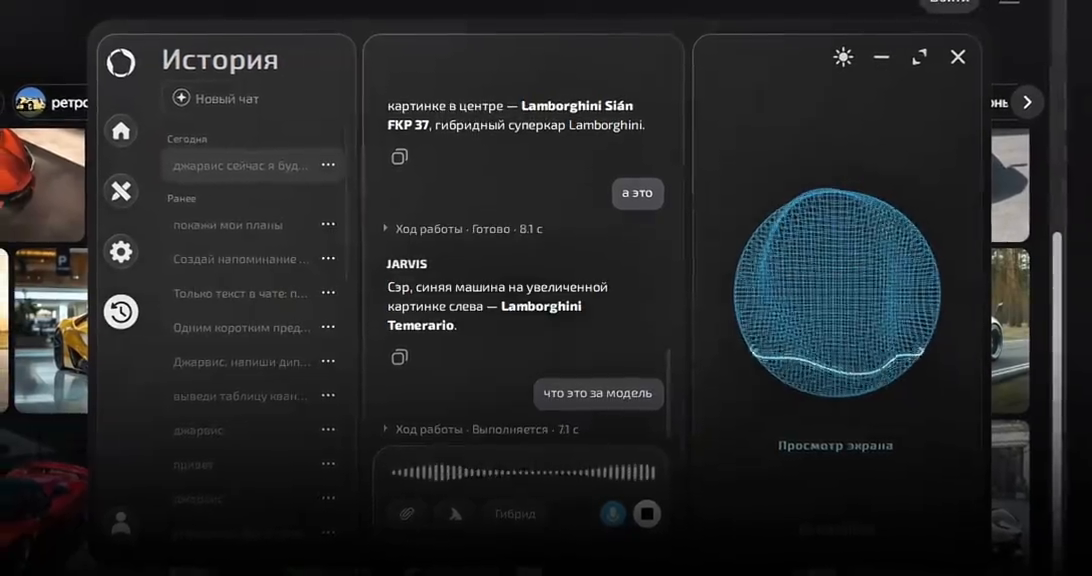 Войти
ретро
История
Новый чат
Сегодня
джарвис сейчас я буд...
Ранее
покажи мои планы
Создай напоминание ...
Только текст в чате: п...
Одним коротким пред...
Джарвис, напиши дип...
выведи таблицу кван...
джарвис
привет
джарвис
картинке в центре — Lamborghini Sián
FKP 37, гибридный суперкар Lamborghini.
а это
Ход работы · Готово · 8.1 с
JARVIS
Сэр, синяя машина на увеличенной
картинке слева — Lamborghini
Temerario.
что это за модель
Ход работы · Выполняется · 7.1 с
Гибрид
Просмотр экрана